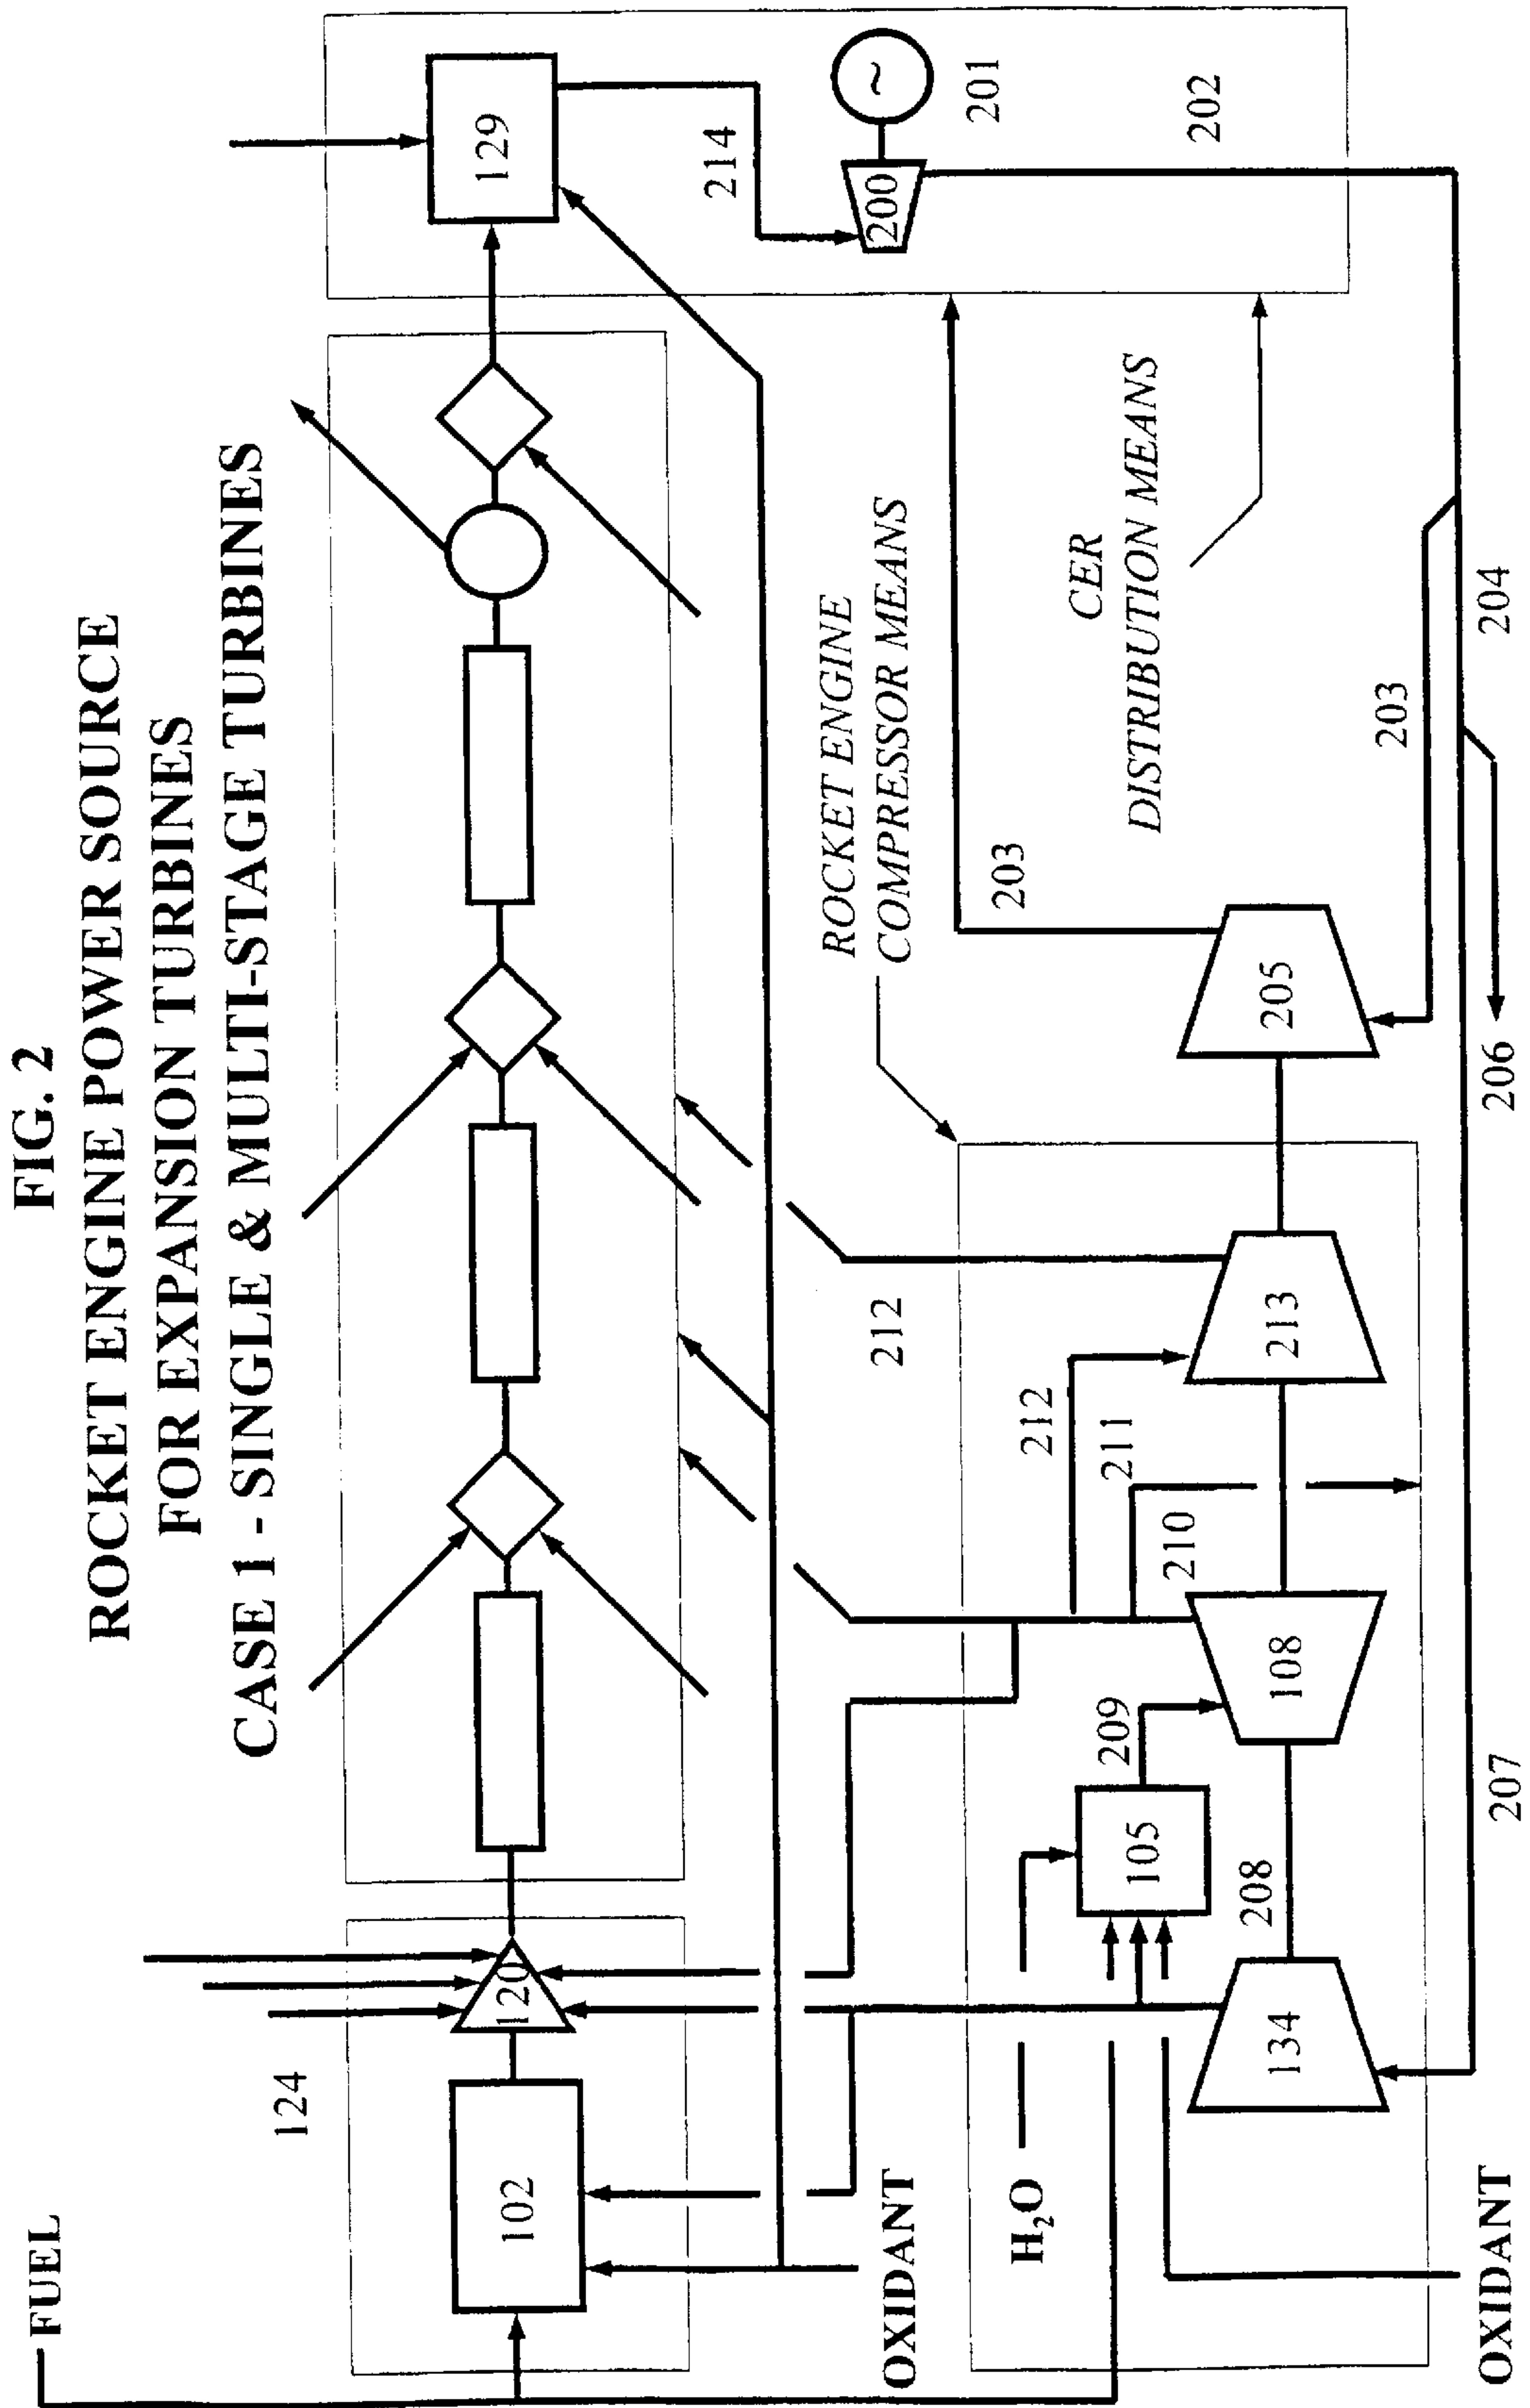 FIG. 2
ROCKET ENGINE POWER SOURCE
FOR EXPANSION TURBINES
CASE 1 - SINGLE & MULTI-STAGE TURBINES
FUEL
124
102
120
129
214
200
~
201
202
OXIDANT
ROCKET ENGINE
COMPRESSOR MEANS
CER
DISTRIBUTION MEANS
203
212
212
211
210
H₂O
209
105
208
134
108
213
205
203
204
206
207
OXIDANT